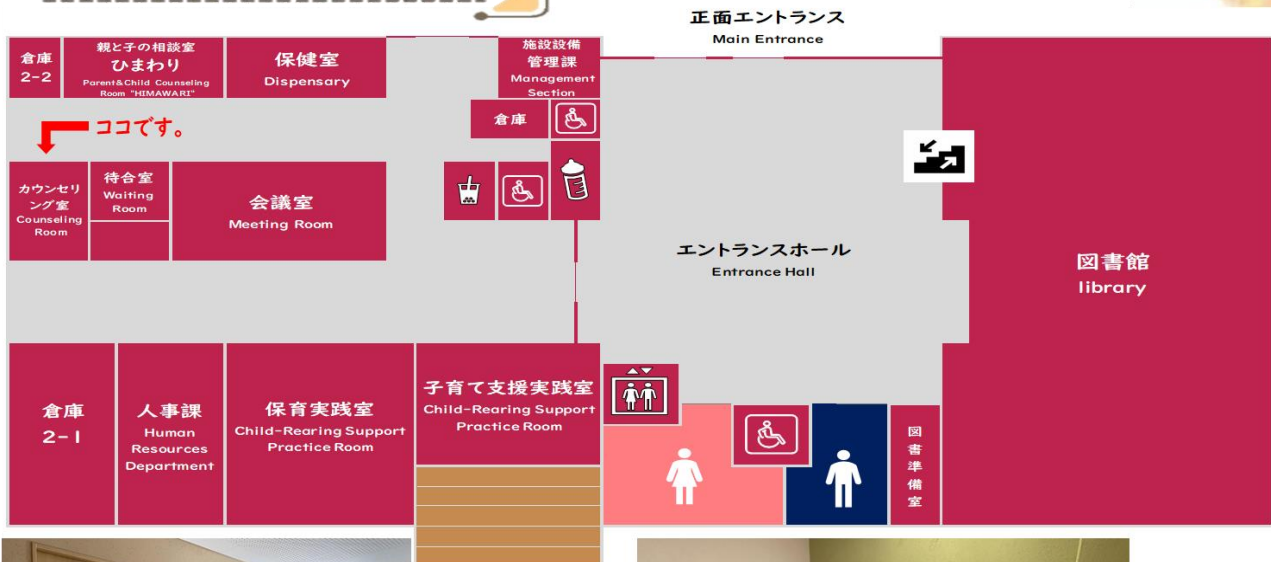 正面エントランス
Main Entrance
倉庫
2-2
親と子の相談室
ひまわり
Parent&Child Counseling
Room "HIMAWARI"
保健室
Dispensary
施設設備
管理課
Management
Section
倉庫
ココです。
カウンセリ
ング室
Counseling
Room
待合室
Waiting
Room
会議室
Meeting Room
エントランスホール
Entrance Hall
図書館
library
倉庫
2-1
人事課
Human
Resources
Department
保育実践室
Child-Rearing Support
Practice Room
子育て支援実践室
Child-Rearing Support
Practice Room
図書準備室